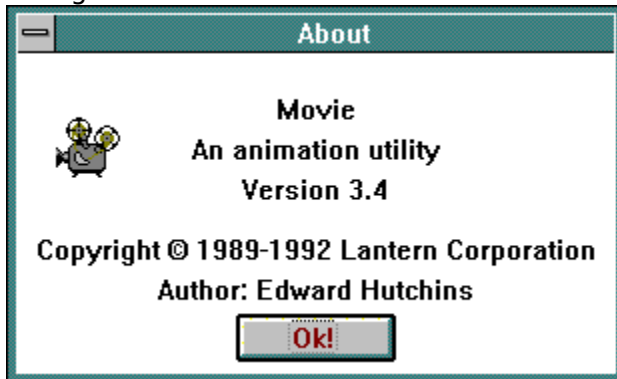 About
Movie
An animation utility
Version 3.4
Copyright © 1989-1992 Lantern Corporation
Author: Edward Hutchins
Ok!